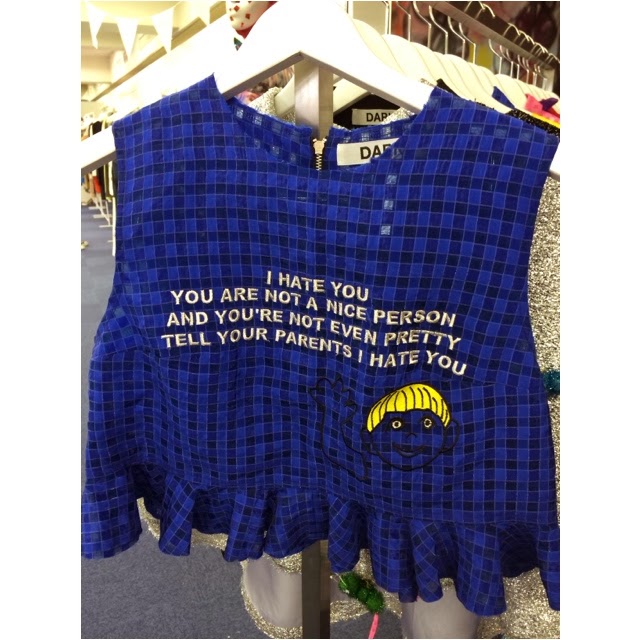 I HATE YOU
YOU ARE NOT A NICE PERSON
AND YOU'RE NOT EVEN PRETTY
TELL YOUR PARENTS I HATE YOU